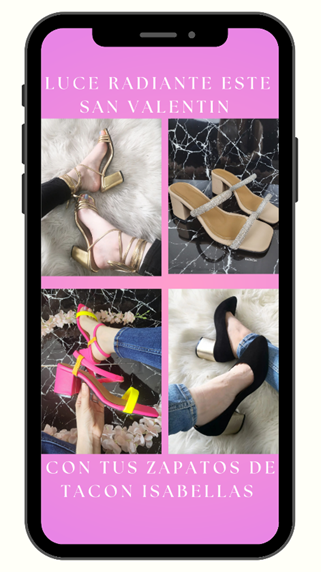 LUCE RADIANTE ESTE
SAN VALENTIN
CON TUS ZAPATOS DE
TACON ISABELLAS